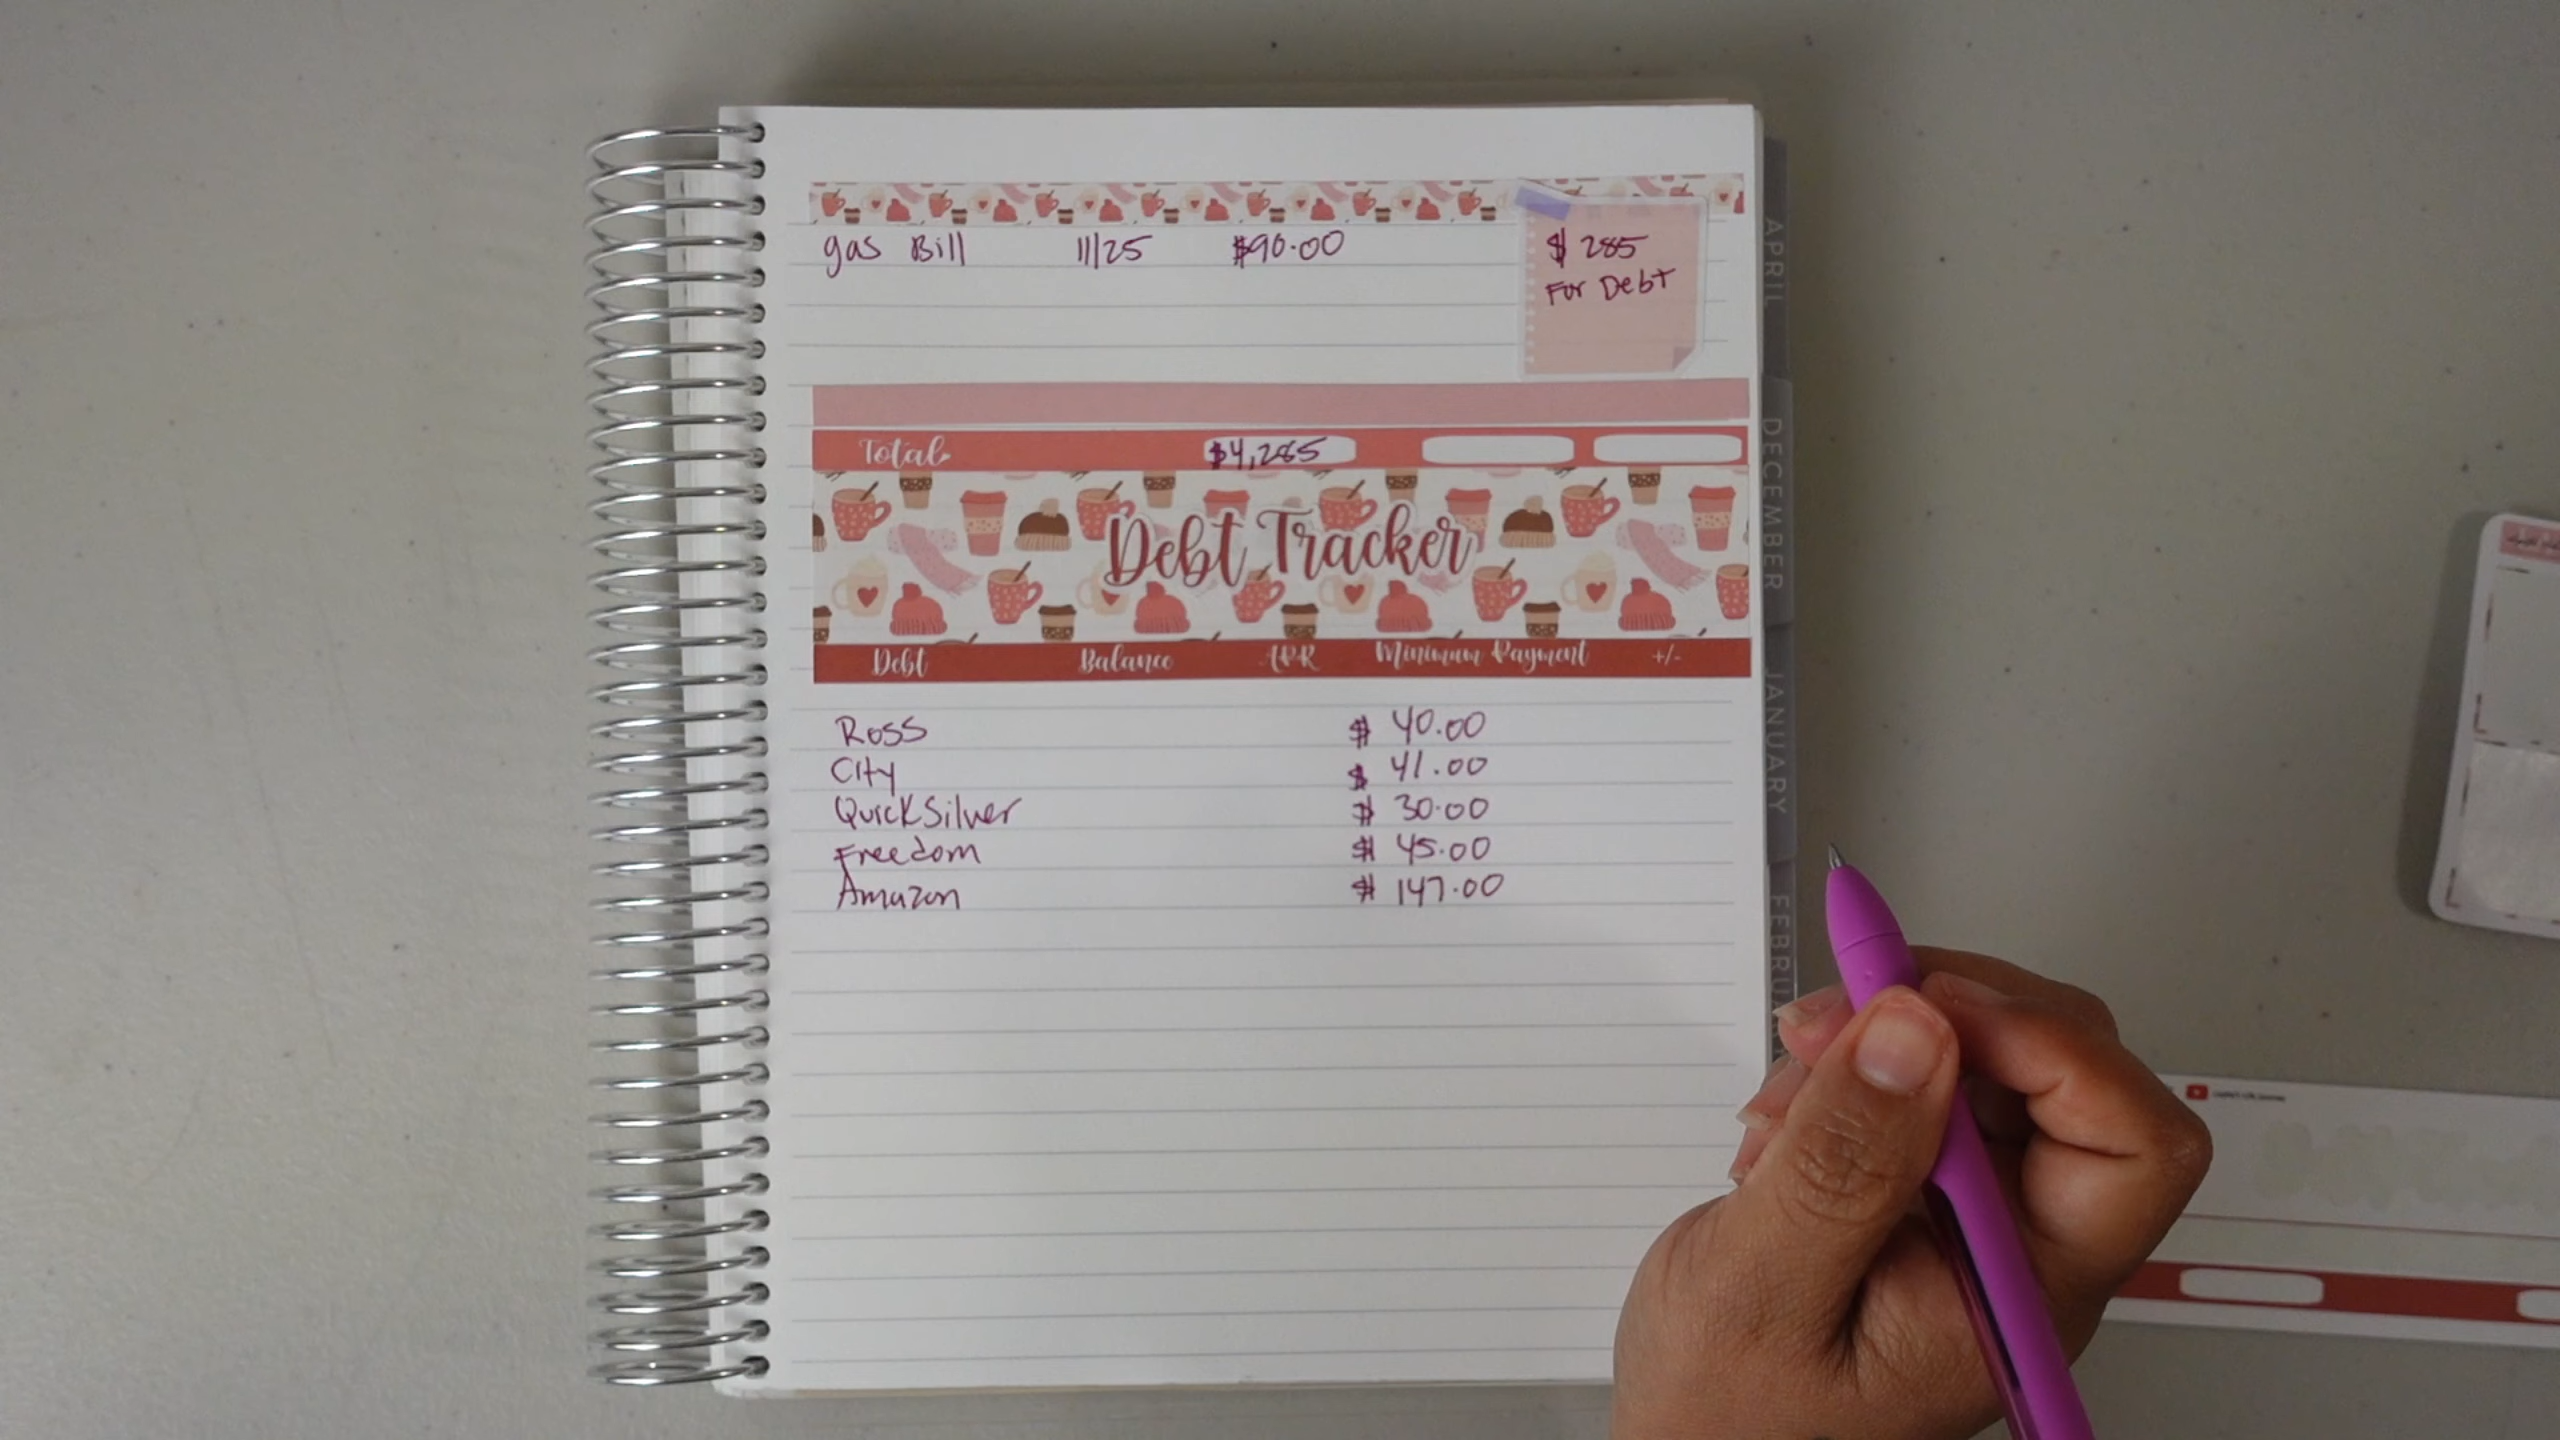 gas Bill 11/25 $90.00
$285
For Debt
Total $4,285
Debt Tracker
Debt Balance APR Minimum Payment +/-
Ross $ 40.00
City $ 41.00
QuickSilver $ 30.00
Freedom $ 45.00
Amazon $ 147.00
APRIL
DECEMBER
JANUARY
FEBRUA